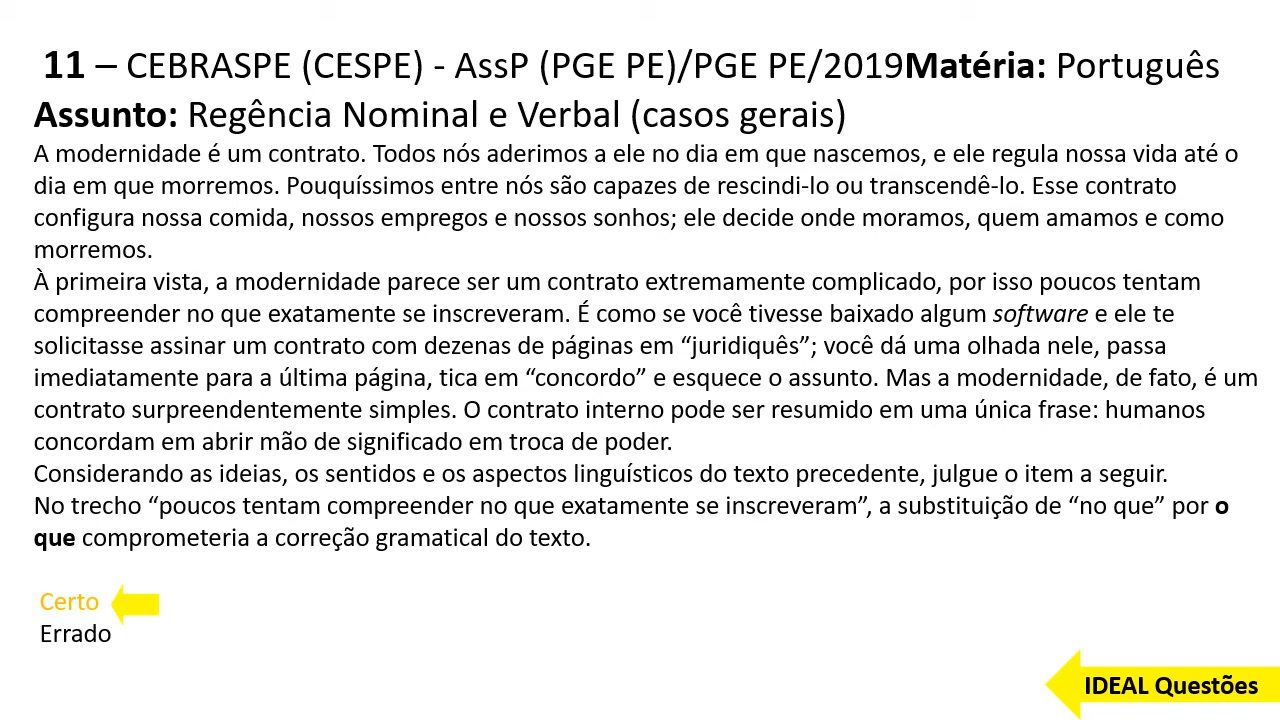 11 – CEBRASPE (CESPE) - AssP (PGE PE)/PGE PE/2019Matéria: Português
Assunto: Regência Nominal e Verbal (casos gerais)
A modernidade é um contrato. Todos nós aderimos a ele no dia em que nascemos, e ele regula nossa vida até o
dia em que morremos. Pouquíssimos entre nós são capazes de rescindi-lo ou transcendê-lo. Esse contrato
configura nossa comida, nossos empregos e nossos sonhos; ele decide onde moramos, quem amamos e como
morremos.
À primeira vista, a modernidade parece ser um contrato extremamente complicado, por isso poucos tentam
compreender no que exatamente se inscreveram. É como se você tivesse baixado algum software e ele te
solicitasse assinar um contrato com dezenas de páginas em “juridiquês”; você dá uma olhada nele, passa
imediatamente para a última página, tica em “concordo” e esquece o assunto. Mas a modernidade, de fato, é um
contrato surpreendentemente simples. O contrato interno pode ser resumido em uma única frase: humanos
concordam em abrir mão de significado em troca de poder.
Considerando as ideias, os sentidos e os aspectos linguísticos do texto precedente, julgue o item a seguir.
No trecho “poucos tentam compreender no que exatamente se inscreveram”, a substituição de “no que” por o
que comprometeria a correção gramatical do texto.
Certo
Errado
IDEAL Questões